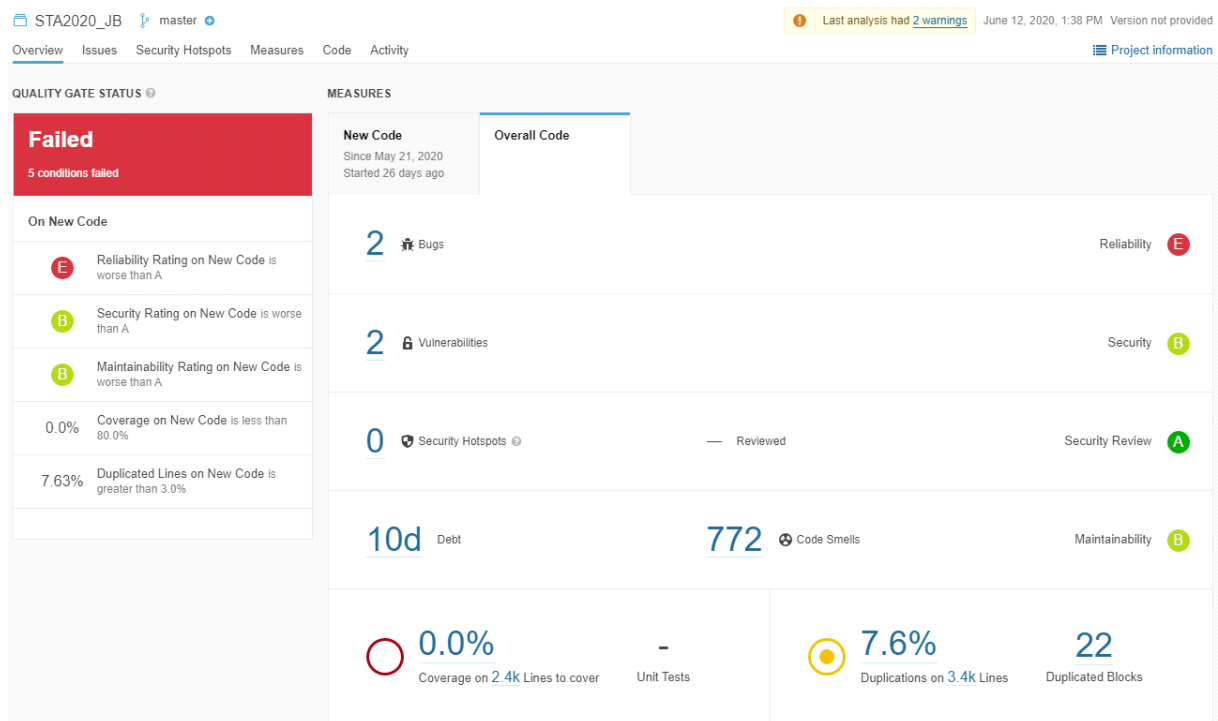 STA2020_JB master
Last analysis had 2 warnings June 12, 2020, 1:38 PM Version not provided
Overview Issues Security Hotspots Measures Code Activity
Project information
QUALITY GATE STATUS
Failed
5 conditions failed
On New Code
E Reliability Rating on New Code is
worse than A
B Security Rating on New Code is worse
than A
B Maintainability Rating on New Code is
worse than A
0.0% Coverage on New Code is less than
80.0%
7.63% Duplicated Lines on New Code is
greater than 3.0%
MEASURES
New Code
Since May 21, 2020
Started 26 days ago
Overall Code
2 Bugs Reliability E
2 Vulnerabilities Security B
0 Security Hotspots — Reviewed Security Review A
10d Debt 772 Code Smells Maintainability B
0.0%
Coverage on 2.4k Lines to cover
-
Unit Tests
7.6%
Duplications on 3.4k Lines
22
Duplicated Blocks